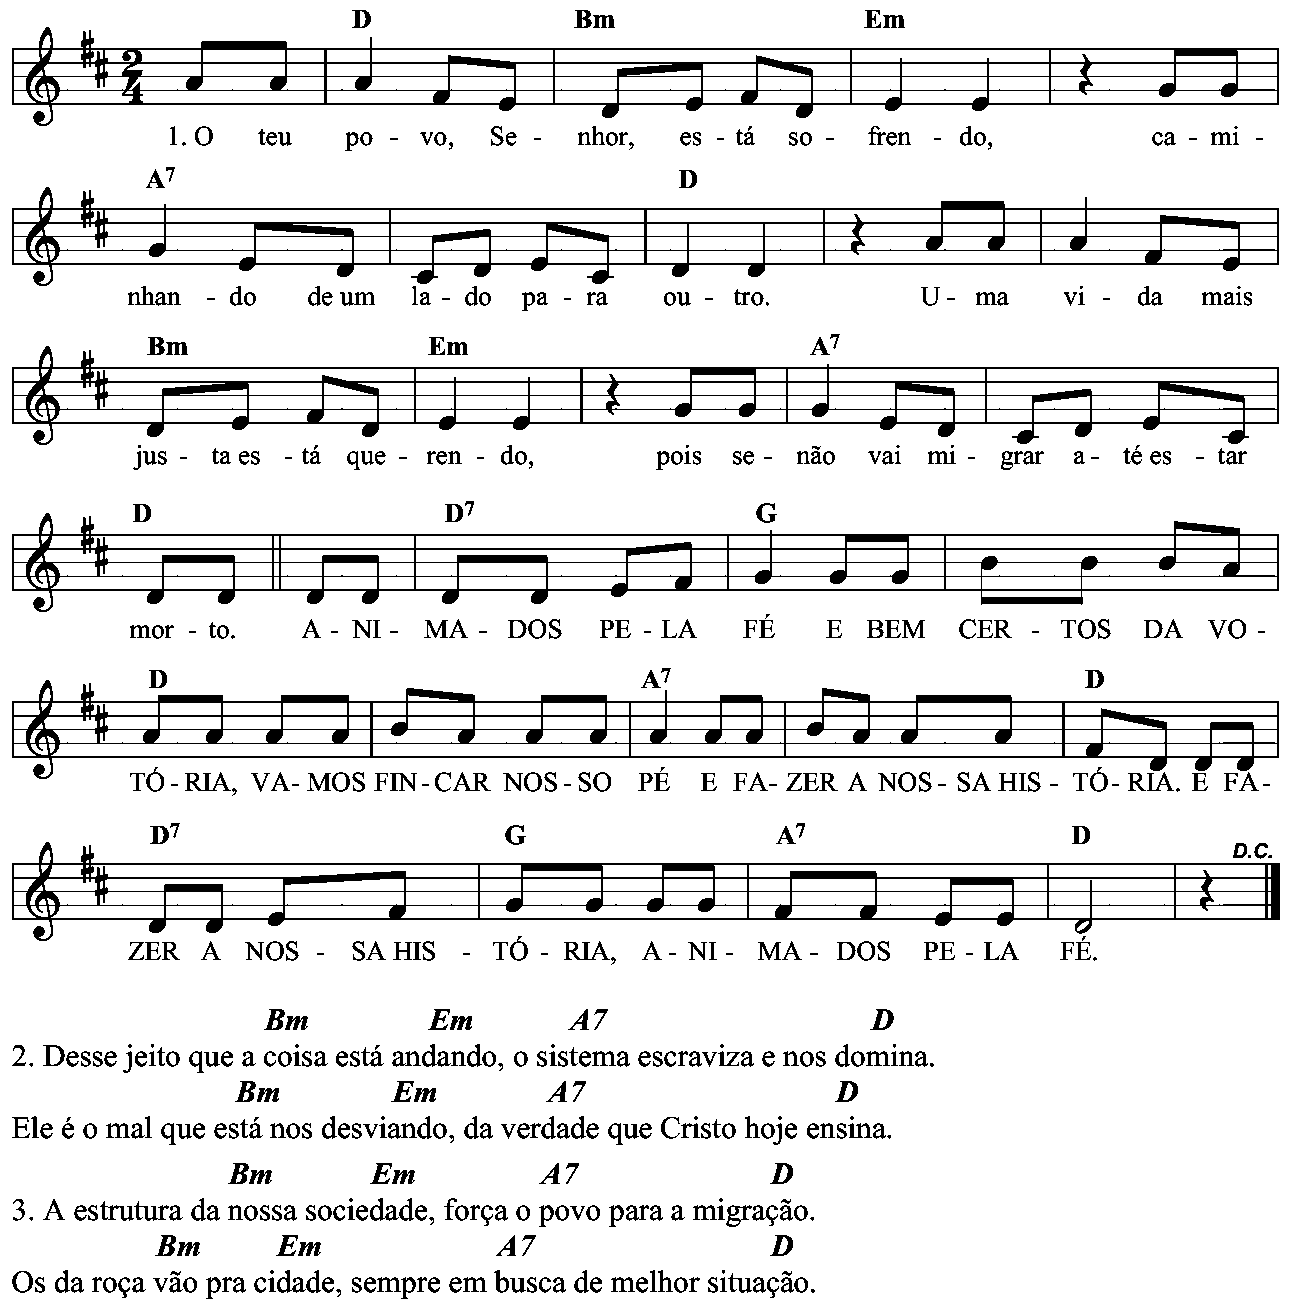 D Bm Em
2/4
1. O teu po - vo, Se - nhor, es - tá so - fren - do, ca - mi -
A7 D
nhan - do de um la - do pa - ra ou - tro. U - ma vi - da mais
Bm Em A7
jus - ta es - tá que - ren - do, pois se - não vai mi - grar a - té es - tar
D D7 G
mor - to. A - NI - MA - DOS PE - LA FÉ E BEM CER - TOS DA VO -
D A7 D
TÓ - RIA, VA - MOS FIN - CAR NOS - SO PÉ E FA - ZER A NOS - SA HIS - TÓ - RIA. E FA -
D7 G A7 D D.C.
ZER A NOS - SA HIS - TÓ - RIA, A - NI - MA - DOS PE - LA FÉ.
Bm Em A7 D
2. Desse jeito que a coisa está andando, o sistema escraviza e nos domina.
Bm Em A7 D
Ele é o mal que está nos desviando, da verdade que Cristo hoje ensina.
Bm Em A7 D
3. A estrutura da nossa sociedade, força o povo para a migração.
Bm Em A7 D
Os da roça vão pra cidade, sempre em busca de melhor situação.